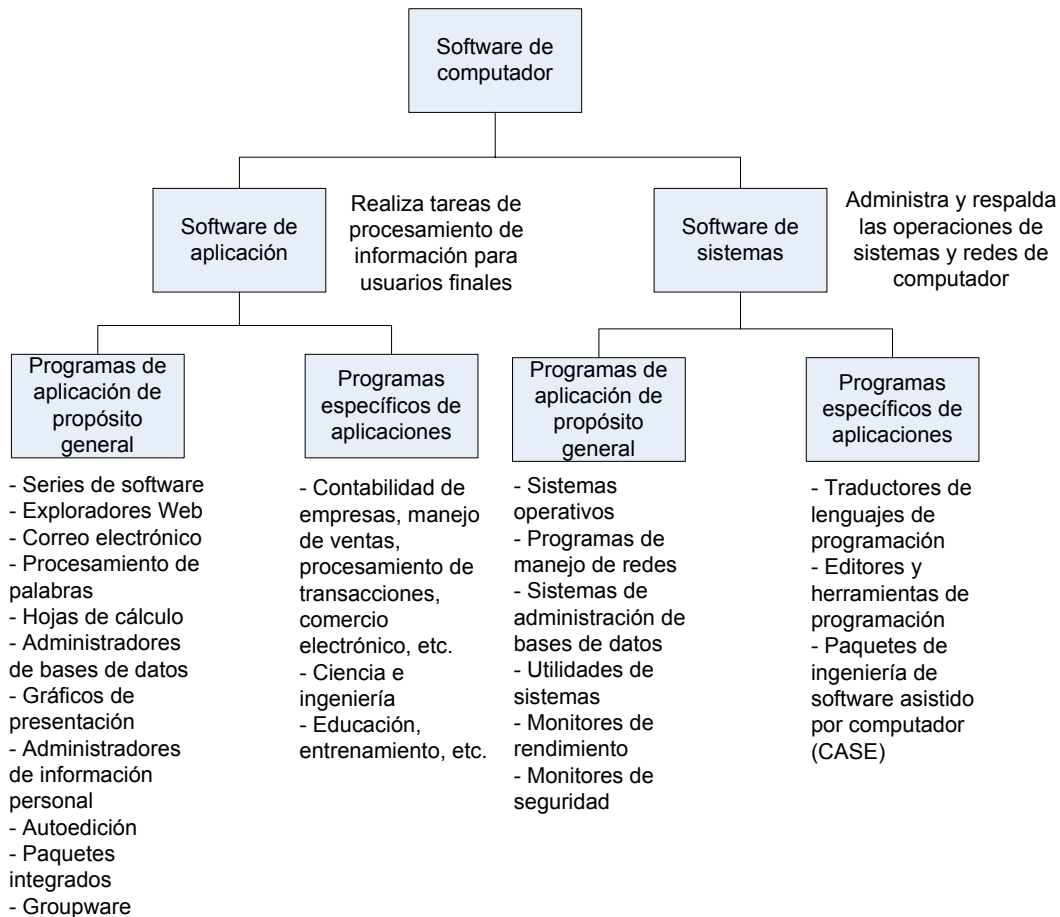 Software de
computador
Software de
aplicación
Realiza tareas de
procesamiento de
información para
usuarios finales
Software de
sistemas
Administra y respalda
las operaciones de
sistemas y redes de
computador
Programas de
aplicación de
propósito
general
Programas
específicos de
aplicaciones
Programas de
aplicación de
propósito
general
Programas
específicos de
aplicaciones
- Series de software
- Exploradores Web
- Correo electrónico
- Procesamiento de
palabras
- Hojas de cálculo
- Administradores
de bases de datos
- Gráficos de
presentación
- Administradores
de información
personal
- Autoedición
- Paquetes
integrados
- Groupware
- Contabilidad de
empresas, manejo
de ventas,
procesamiento de
transacciones,
comercio
electrónico, etc.
- Ciencia e
ingeniería
- Educación,
entrenamiento, etc.
- Sistemas
operativos
- Programas de
manejo de redes
- Sistemas de
administración de
bases de datos
- Utilidades de
sistemas
- Monitores de
rendimiento
- Monitores de
seguridad
- Traductores de
lenguajes de
programación
- Editores y
herramientas de
programación
- Paquetes de
ingeniería de
software asistido
por computador
(CASE)